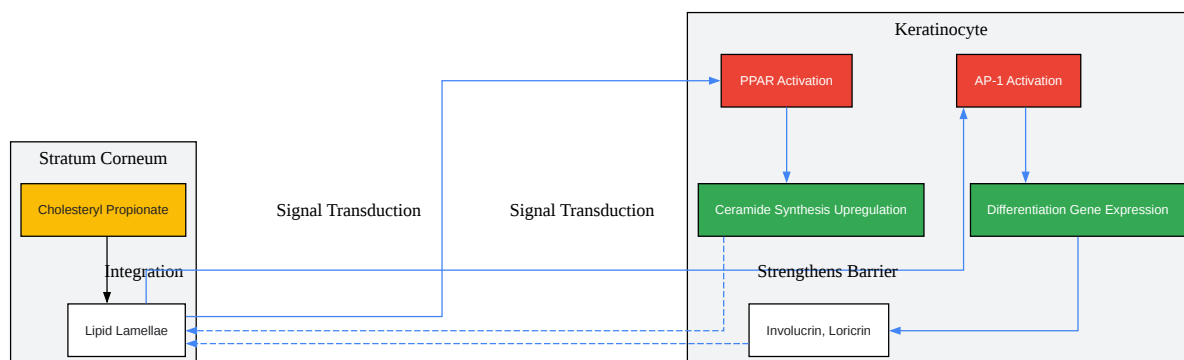 Keratinocyte
PPAR Activation
AP-1 Activation
Stratum Corneum
Cholesteryl Propionate
Signal Transduction
Signal Transduction
Ceramide Synthesis Upregulation
Differentiation Gene Expression
Integration
Strengthens Barrier
Lipid Lamellae
Involucrin, Loricrin